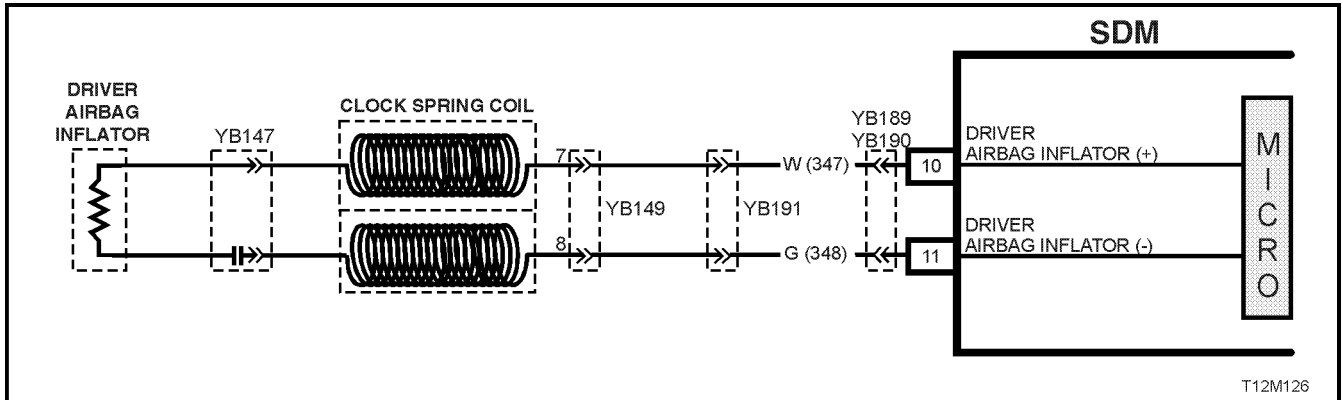 SDM
DRIVER
AIRBAG
INFLATOR
YB147
CLOCK SPRING COIL
7
8
YB149
YB191
W (347)
G (348)
YB189
YB190
10
11
DRIVER
AIRBAG INFLATOR (+)
DRIVER
AIRBAG INFLATOR (-)
M
I
C
R
O
T12M126